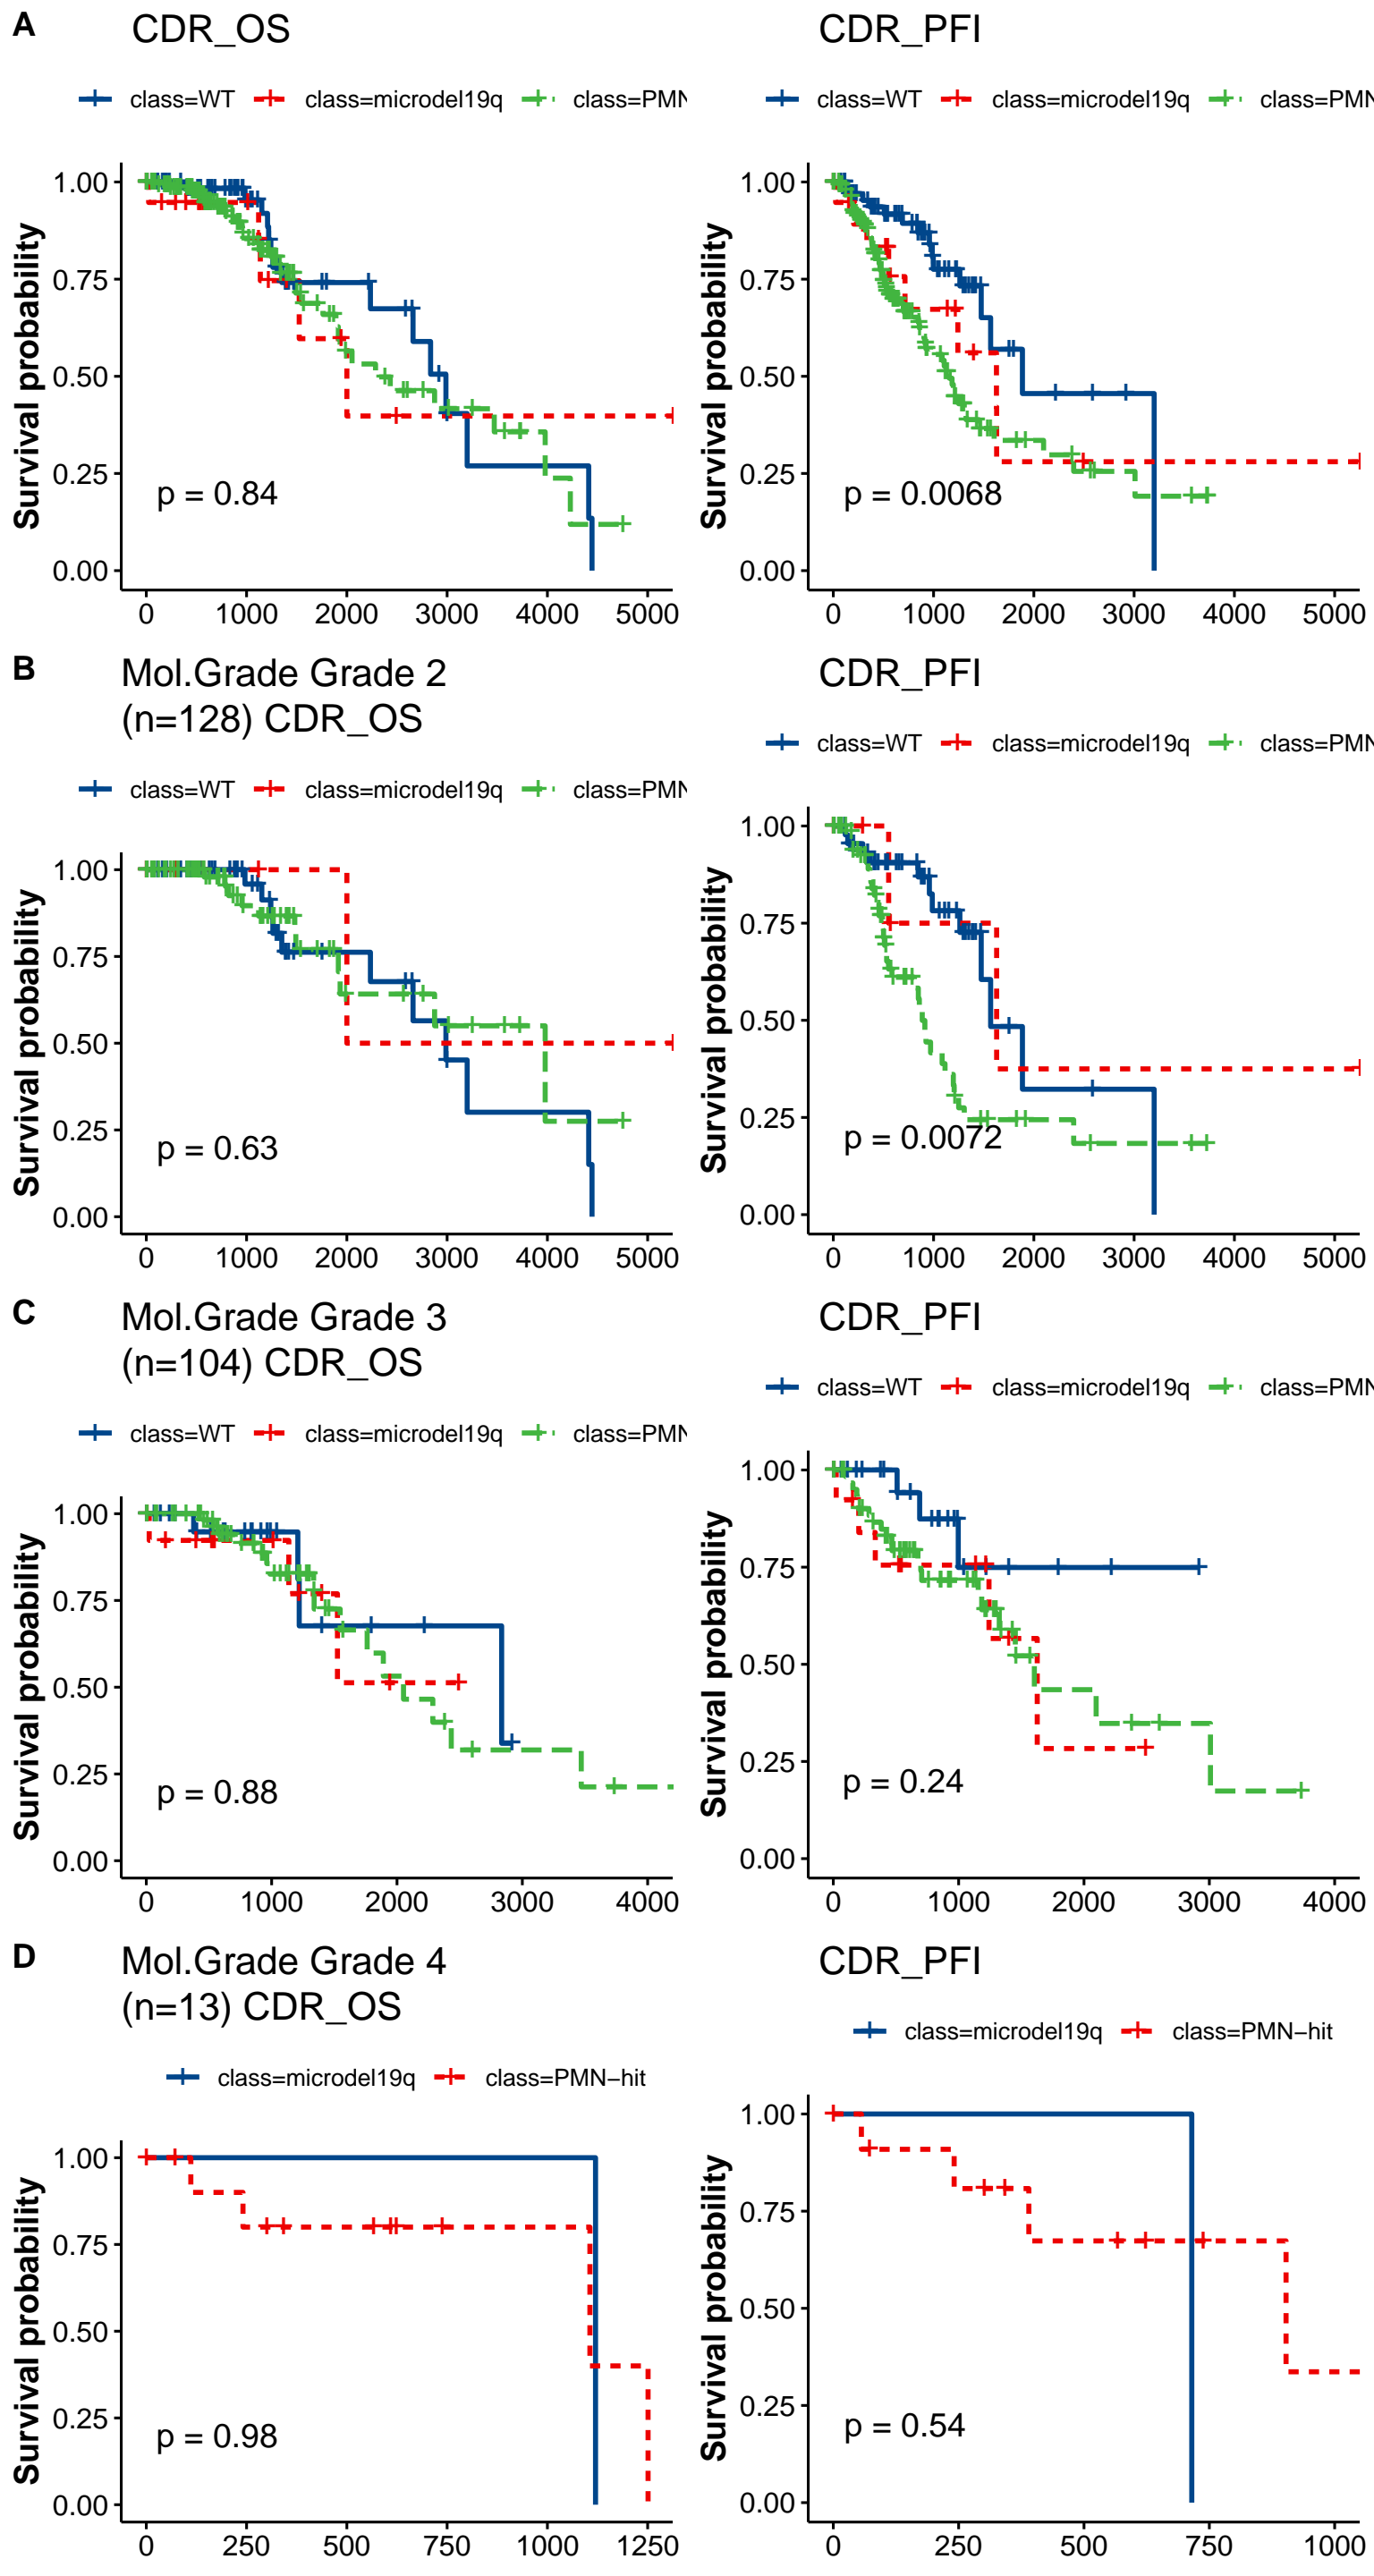 A
CDR_OS
CDR_PFI
class=WT class=microdel19q class=PMN
class=WT class=microdel19q class=PMN
Survival probability
1.00
0.75
0.50
0.25
0.00
p = 0.84
0 1000 2000 3000 4000 5000
Survival probability
1.00
0.75
0.50
0.25
0.00
p = 0.0068
0 1000 2000 3000 4000 5000
B
Mol.Grade Grade 2
(n=128) CDR_OS
CDR_PFI
class=WT class=microdel19q class=PMN
class=WT class=microdel19q class=PMN
Survival probability
1.00
0.75
0.50
0.25
0.00
p = 0.63
0 1000 2000 3000 4000 5000
Survival probability
1.00
0.75
0.50
0.25
0.00
p = 0.0072
0 1000 2000 3000 4000 5000
C
Mol.Grade Grade 3
(n=104) CDR_OS
CDR_PFI
class=WT class=microdel19q class=PMN
class=WT class=microdel19q class=PMN
Survival probability
1.00
0.75
0.50
0.25
0.00
p = 0.88
0 1000 2000 3000 4000
Survival probability
1.00
0.75
0.50
0.25
0.00
p = 0.24
0 1000 2000 3000 4000
D
Mol.Grade Grade 4
(n=13) CDR_OS
CDR_PFI
class=microdel19q class=PMN−hit
class=microdel19q class=PMN−hit
Survival probability
1.00
0.75
0.50
0.25
0.00
p = 0.98
0 250 500 750 1000 1250
Survival probability
1.00
0.75
0.50
0.25
0.00
p = 0.54
0 250 500 750 1000